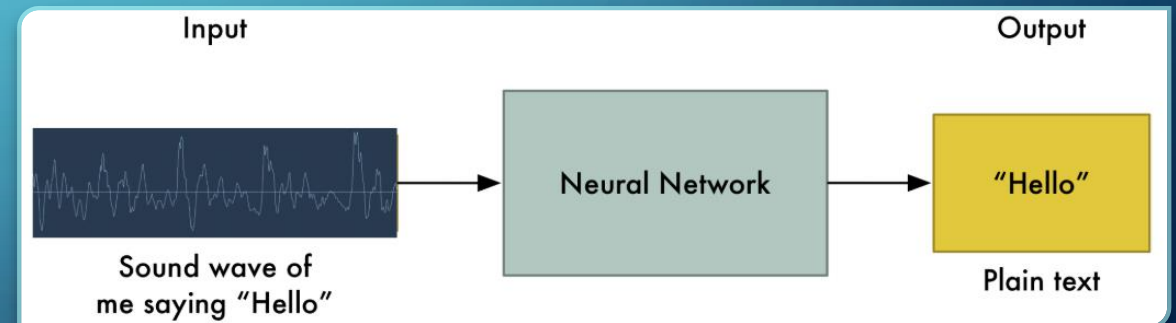 Input
Output
Neural Network
“Hello”
Sound wave of
me saying “Hello”
Plain text